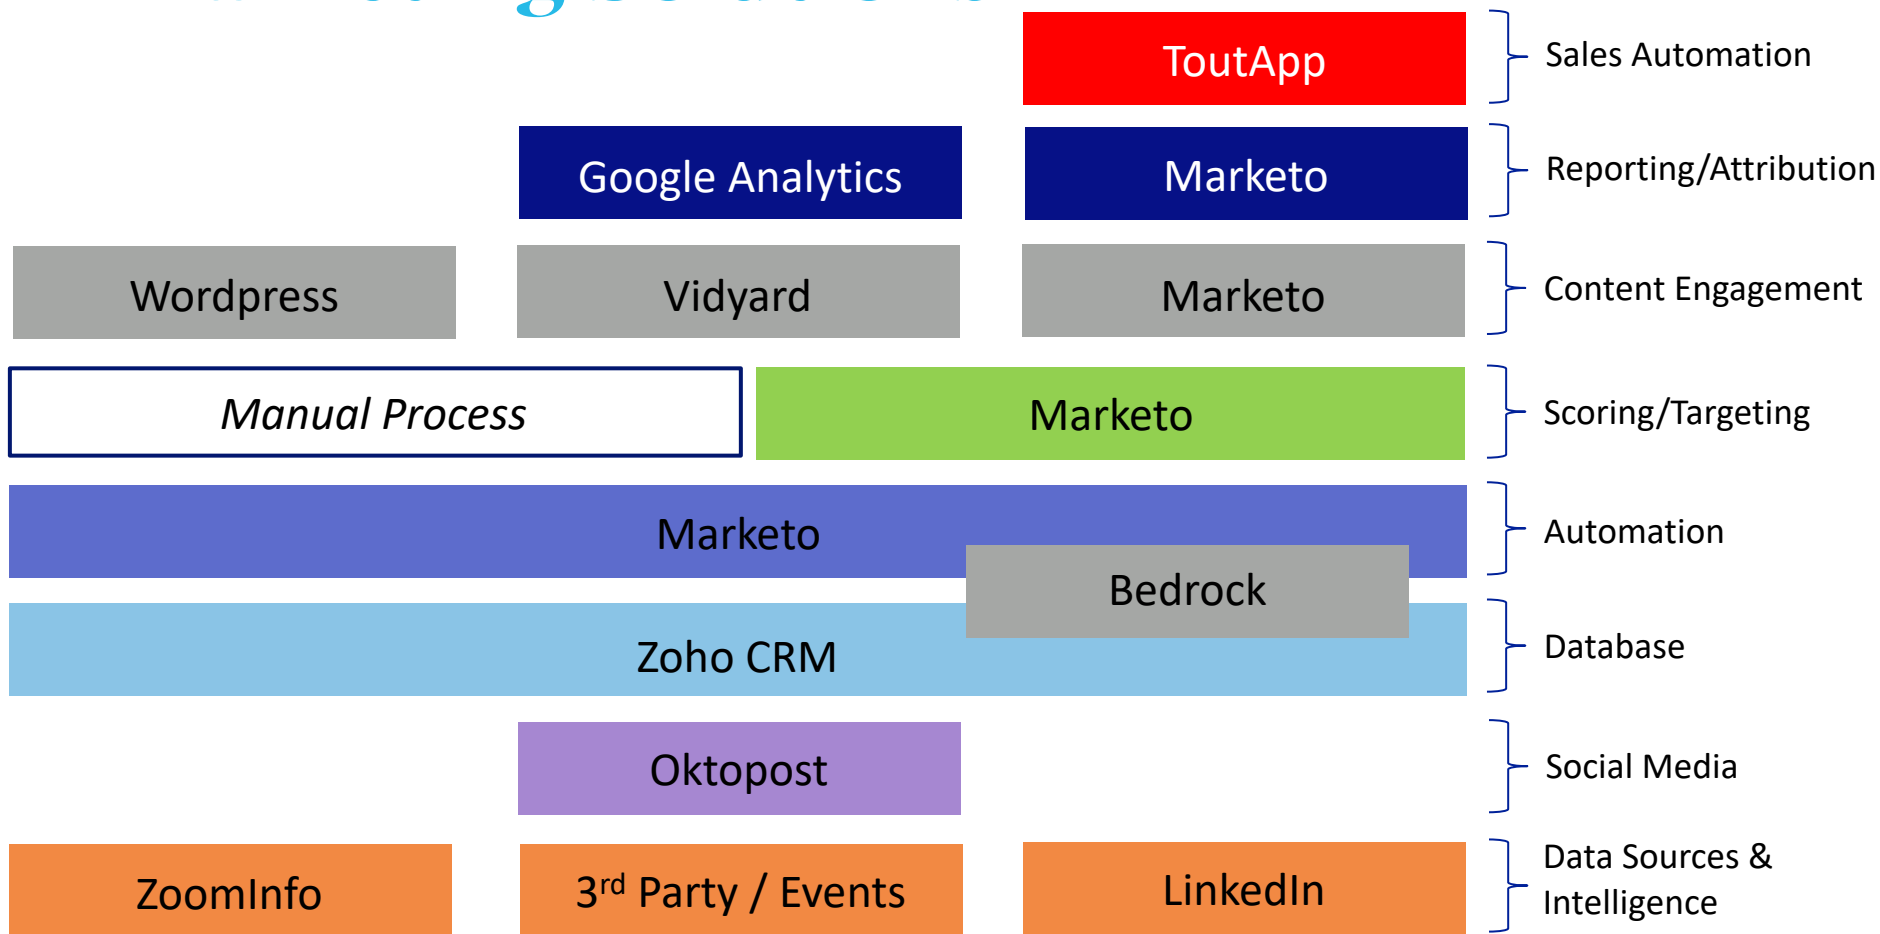 ToutApp
Sales Automation
Google Analytics
Marketo
Reporting/Attribution
Wordpress
Vidyard
Marketo
Content Engagement
Manual Process
Marketo
Scoring/Targeting
Marketo
Automation
Bedrock
Zoho CRM
Database
Oktopost
Social Media
ZoomInfo
3rd Party / Events
LinkedIn
Data Sources &
Intelligence